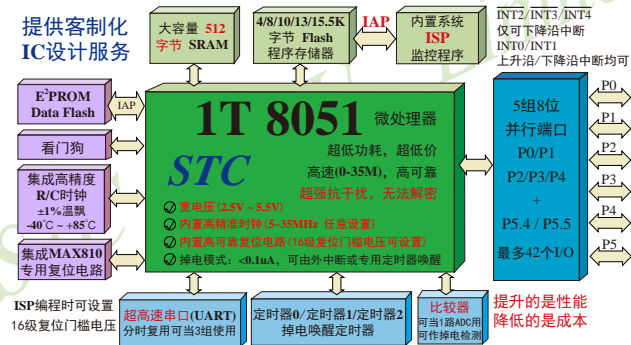 提供客制化
IC设计服务
大容量 512
字节 SRAM
4/8/10/13/15.5K
字节 Flash
程序存储器
IAP
内置系统
ISP
监控程序
INT2/INT3/INT4
仅可下降沿中断
INT0/INT1
上升沿/下降沿中断均可
E²PROM
Data Flash
IAP
看门狗
集成高精度
R/C时钟
±1%温飘
-40℃~+85℃
集成MAX810
专用复位电路
ISP编程时可设置
16级复位门槛电压
1T 8051 微处理器
STC
超低功耗，超低价
高速(0-35M)，高可靠
超强抗干扰，无法解密
宽电压(2.5V ~ 5.5V)
内置高精准时钟(5~35MHz 任意设置)
内置高可靠复位电路(16级复位门槛电压可设置)
掉电模式：<0.1uA，可由外中断或专用定时器唤醒
5组8位
并行端口
P0/P1
P2/P3/P4
+
P5.4 / P5.5
最多42个I/O
P0
P1
P2
P3
P4
P5
超高速串口(UART)
分时复用可当3组使用
定时器0/定时器1/定时器2
掉电唤醒定时器
比较器
可当1路ADC用
可作掉电检测
提升的是性能
降低的是成本